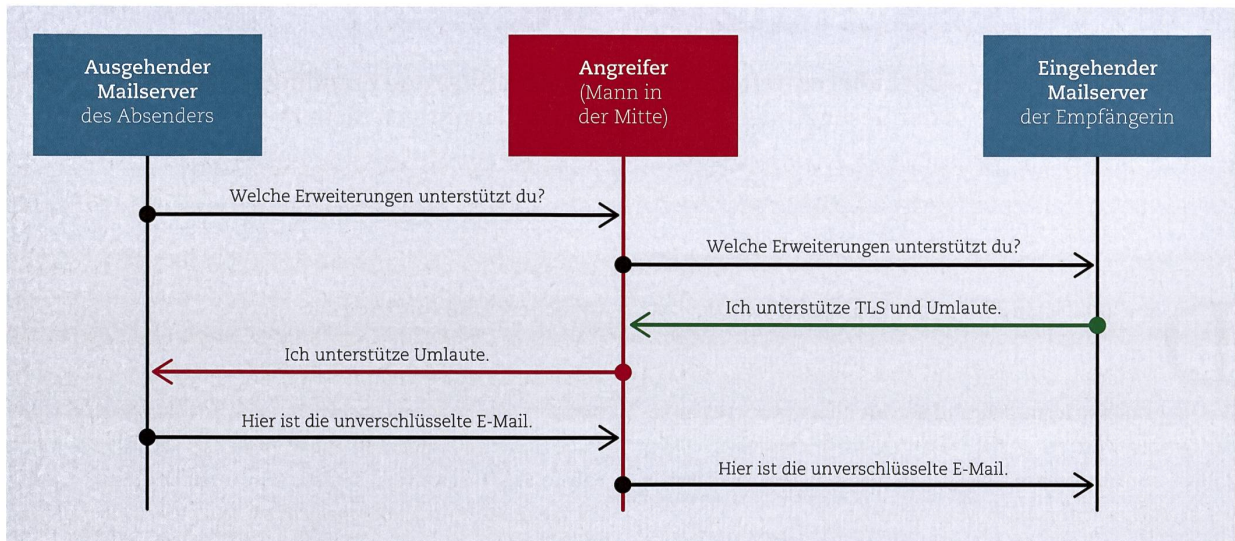 Ausgehender
Mailserver
des Absenders
Angreifer
(Mann in
der Mitte)
Eingehender
Mailserver
der Empfängerin
Welche Erweiterungen unterstützt du?
Welche Erweiterungen unterstützt du?
Ich unterstütze TLS und Umlaute.
Ich unterstütze Umlaute.
Hier ist die unverschlüsselte E-Mail.
Hier ist die unverschlüsselte E-Mail.